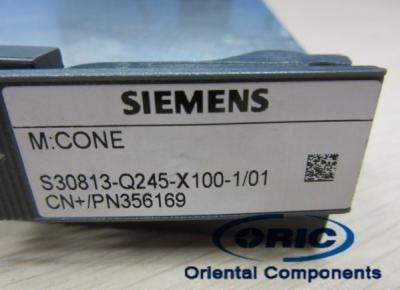 SIEMENS
M:CONE
S30813-Q245-X100-1/01
CN+/PN356169
ORIC
Oriental Components